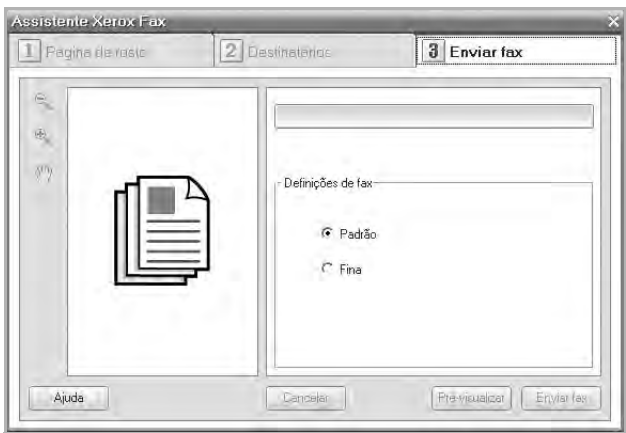 Assistente Xerox Fax
1 Página de rosto 2 Destinatários 3 Enviar fax
Definições de fax
Padrão
Fina
Ajuda Cancelar Pré-visualizar Enviar fax